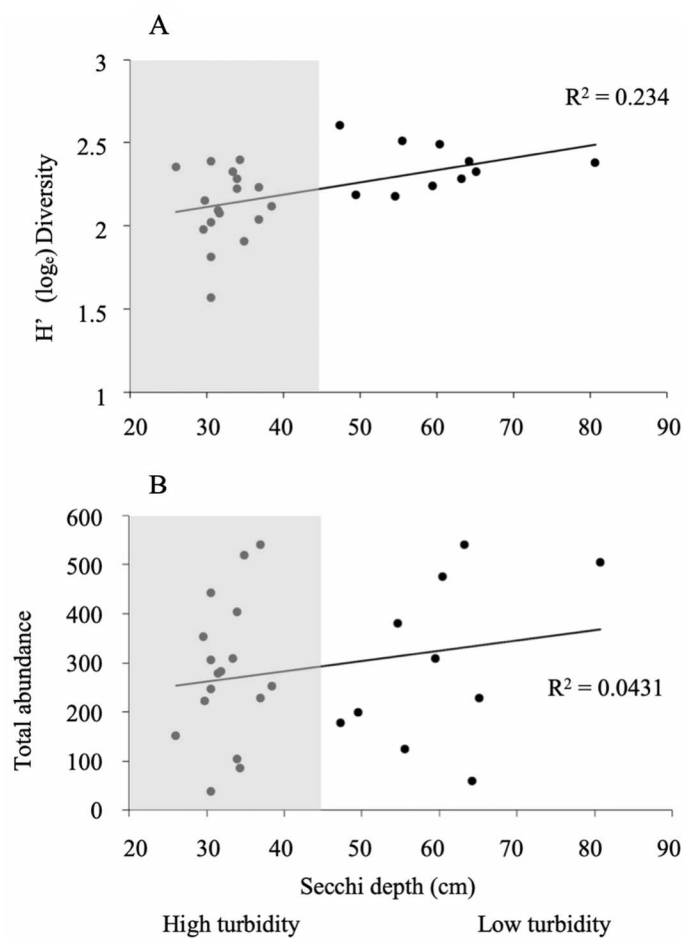 A
3
2.5
2
1.5
1
H’ (logₑ) Diversity
R² = 0.234
20 30 40 50 60 70 80 90
B
600
500
400
300
200
100
0
Total abundance
R² = 0.0431
20 30 40 50 60 70 80 90
Secchi depth (cm)
High turbidity Low turbidity